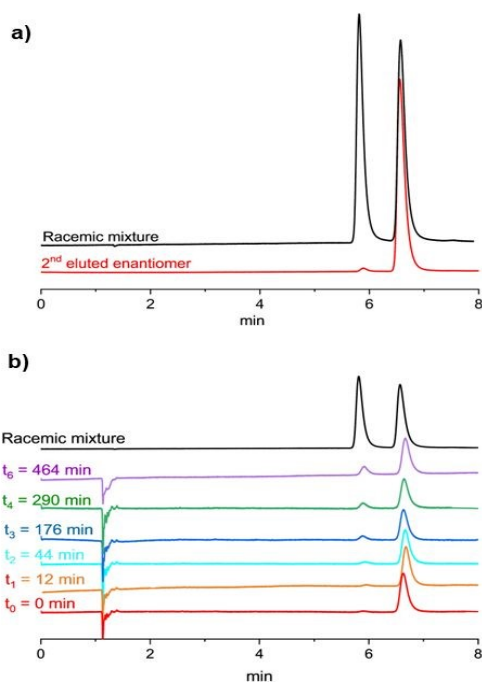 a)
Racemic mixture
2nd eluted enantiomer
0 2 4 6 8
min
b)
Racemic mixture
t6 = 464 min
t4 = 290 min
t3 = 176 min
t2 = 44 min
t1 = 12 min
t0 = 0 min
0 2 4 6 8
min